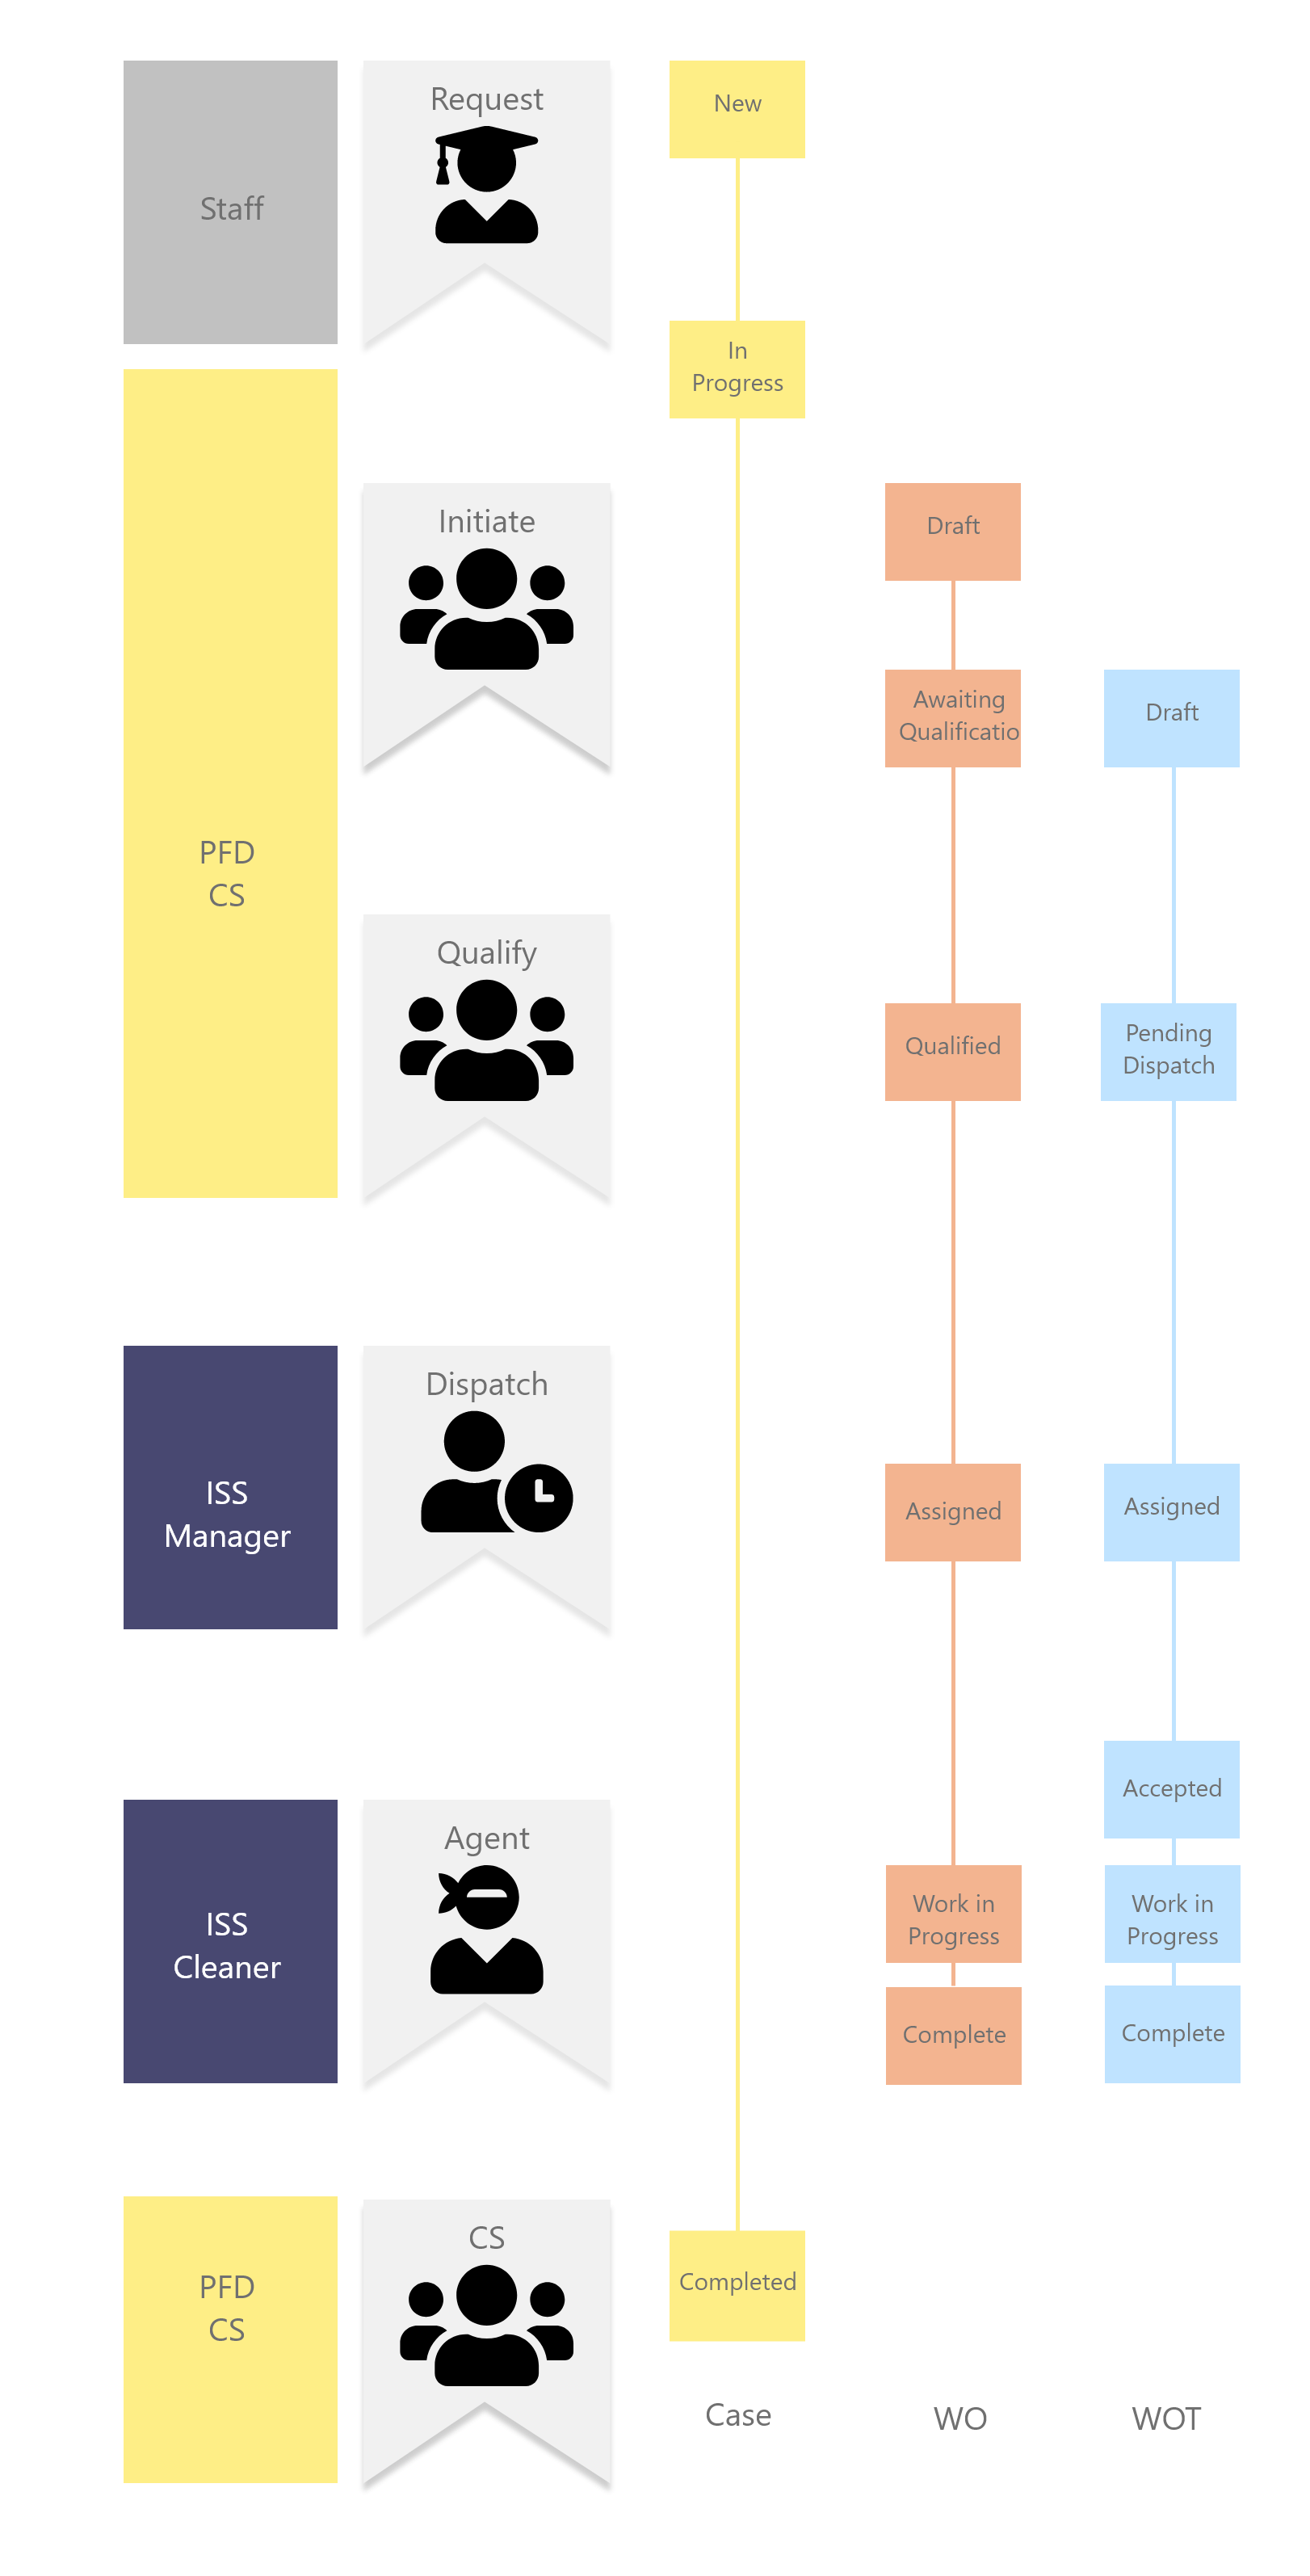 Request
New
Staff
In
Progress
Initiate
Draft
Awaiting
Qualificatio
Draft
PFD
CS
Qualify
Qualified
Pending
Dispatch
Dispatch
ISS
Manager
Assigned
Assigned
Accepted
Agent
ISS
Cleaner
Work in
Progress
Work in
Progress
Complete
Complete
CS
PFD
CS
Completed
Case
WO
WOT